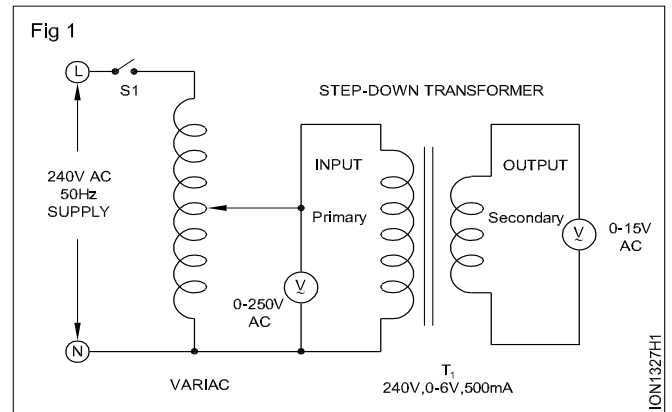 Fig 1
L
S1
STEP-DOWN TRANSFORMER
240V AC
50Hz
SUPPLY
INPUT
Primary
OUTPUT
Secondary
V
~
0-15V
AC
V
~
0-250V
AC
N
VARIAC
T1
240V,0-6V,500mA
ION1327H1